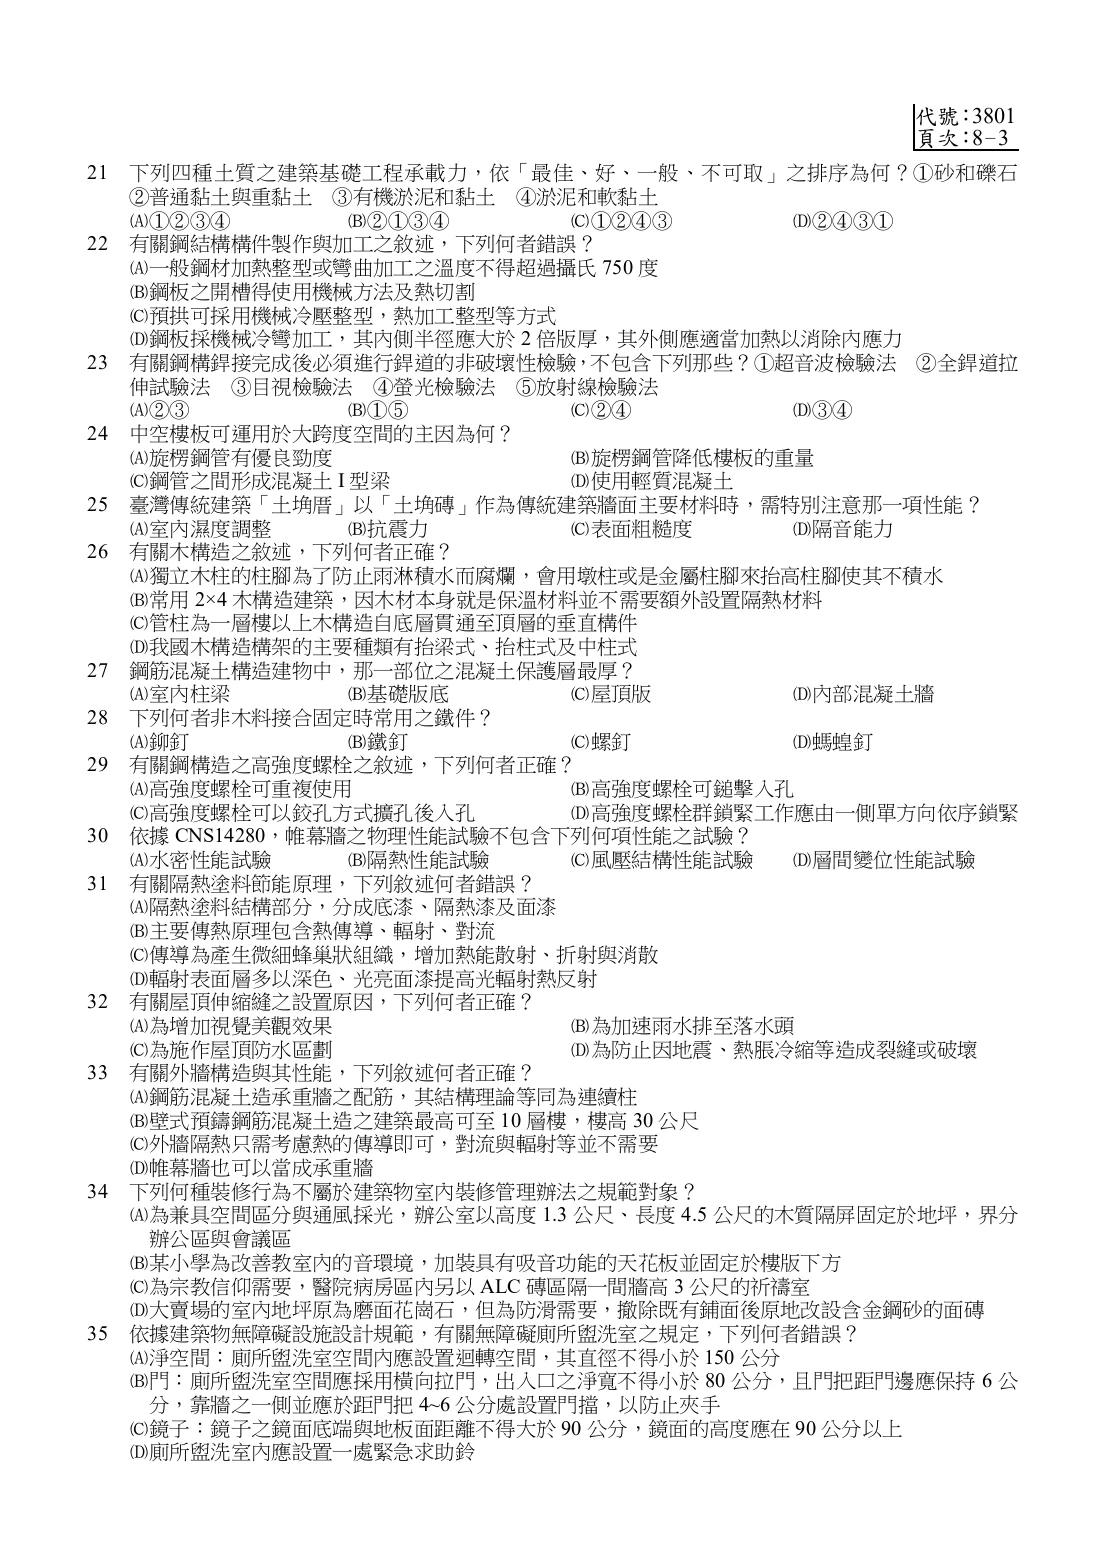 代號：3801
頁次：8－3
21 下列四種土質之建築基礎工程承載力，依「最佳、好、一般、不可取」之排序為何？①砂和礫石
②普通黏土與重黏土　③有機淤泥和黏土　④淤泥和軟黏土
(A)①②③④ (B)②①③④ (C)①②④③ (D)②④③①
22 有關鋼結構構件製作與加工之敘述，下列何者錯誤？
(A)一般鋼材加熱整型或彎曲加工之溫度不得超過攝氏 750 度
(B)鋼板之開槽得使用機械方法及熱切割
(C)預拱可採用機械冷壓整型，熱加工整型等方式
(D)鋼板採機械冷彎加工，其內側半徑應大於 2 倍版厚，其外側應適當加熱以消除內應力
23 有關鋼構銲接完成後必須進行銲道的非破壞性檢驗，不包含下列那些？①超音波檢驗法　②全銲道拉
伸試驗法　③目視檢驗法　④螢光檢驗法　⑤放射線檢驗法
(A)②③ (B)①⑤ (C)②④ (D)③④
24 中空樓板可運用於大跨度空間的主因為何？
(A)旋楞鋼管有優良勁度 (B)旋楞鋼管降低樓板的重量
(C)鋼管之間形成混凝土 I 型梁 (D)使用輕質混凝土
25 臺灣傳統建築「土埆厝」以「土埆磚」作為傳統建築牆面主要材料時，需特別注意那一項性能？
(A)室內濕度調整 (B)抗震力 (C)表面粗糙度 (D)隔音能力
26 有關木構造之敘述，下列何者正確？
(A)獨立木柱的柱腳為了防止雨淋積水而腐爛，會用墩柱或是金屬柱腳來抬高柱腳使其不積水
(B)常用 2×4 木構造建築，因木材本身就是保溫材料並不需要額外設置隔熱材料
(C)管柱為一層樓以上木構造自底層貫通至頂層的垂直構件
(D)我國木構造構架的主要種類有抬梁式、抬柱式及中柱式
27 鋼筋混凝土構造建物中，那一部位之混凝土保護層最厚？
(A)室內柱梁 (B)基礎版底 (C)屋頂版 (D)內部混凝土牆
28 下列何者非木料接合固定時常用之鐵件？
(A)鉚釘 (B)鐵釘 (C)螺釘 (D)螞蝗釘
29 有關鋼構造之高強度螺栓之敘述，下列何者正確？
(A)高強度螺栓可重複使用 (B)高強度螺栓可鎚擊入孔
(C)高強度螺栓可以鉸孔方式擴孔後入孔 (D)高強度螺栓群鎖緊工作應由一側單方向依序鎖緊
30 依據 CNS14280，帷幕牆之物理性能試驗不包含下列何項性能之試驗？
(A)水密性能試驗 (B)隔熱性能試驗 (C)風壓結構性能試驗 (D)層間變位性能試驗
31 有關隔熱塗料節能原理，下列敘述何者錯誤？
(A)隔熱塗料結構部分，分成底漆、隔熱漆及面漆
(B)主要傳熱原理包含熱傳導、輻射、對流
(C)傳導為產生微細蜂巢狀組織，增加熱能散射、折射與消散
(D)輻射表面層多以深色、光亮面漆提高光輻射熱反射
32 有關屋頂伸縮縫之設置原因，下列何者正確？
(A)為增加視覺美觀效果 (B)為加速雨水排至落水頭
(C)為施作屋頂防水區劃 (D)為防止因地震、熱脹冷縮等造成裂縫或破壞
33 有關外牆構造與其性能，下列敘述何者正確？
(A)鋼筋混凝土造承重牆之配筋，其結構理論等同為連續柱
(B)壁式預鑄鋼筋混凝土造之建築最高可至 10 層樓，樓高 30 公尺
(C)外牆隔熱只需考慮熱的傳導即可，對流與輻射等並不需要
(D)帷幕牆也可以當成承重牆
34 下列何種裝修行為不屬於建築物室內裝修管理辦法之規範對象？
(A)為兼具空間區分與通風採光，辦公室以高度 1.3 公尺、長度 4.5 公尺的木質隔屏固定於地坪，界分
辦公區與會議區
(B)某小學為改善教室內的音環境，加裝具有吸音功能的天花板並固定於樓版下方
(C)為宗教信仰需要，醫院病房區內另以 ALC 磚區隔一間牆高 3 公尺的祈禱室
(D)大賣場的室內地坪原為磨面花崗石，但為防滑需要，撤除既有鋪面後原地改設含金鋼砂的面磚
35 依據建築物無障礙設施設計規範，有關無障礙廁所盥洗室之規定，下列何者錯誤？
(A)淨空間：廁所盥洗室空間內應設置迴轉空間，其直徑不得小於 150 公分
(B)門：廁所盥洗室空間應採用橫向拉門，出入口之淨寬不得小於 80 公分，且門把距門邊應保持 6 公
分，靠牆之一側並應於距門把 4~6 公分處設置門擋，以防止夾手
(C)鏡子：鏡子之鏡面底端與地板面距離不得大於 90 公分，鏡面的高度應在 90 公分以上
(D)廁所盥洗室內應設置一處緊急求助鈴